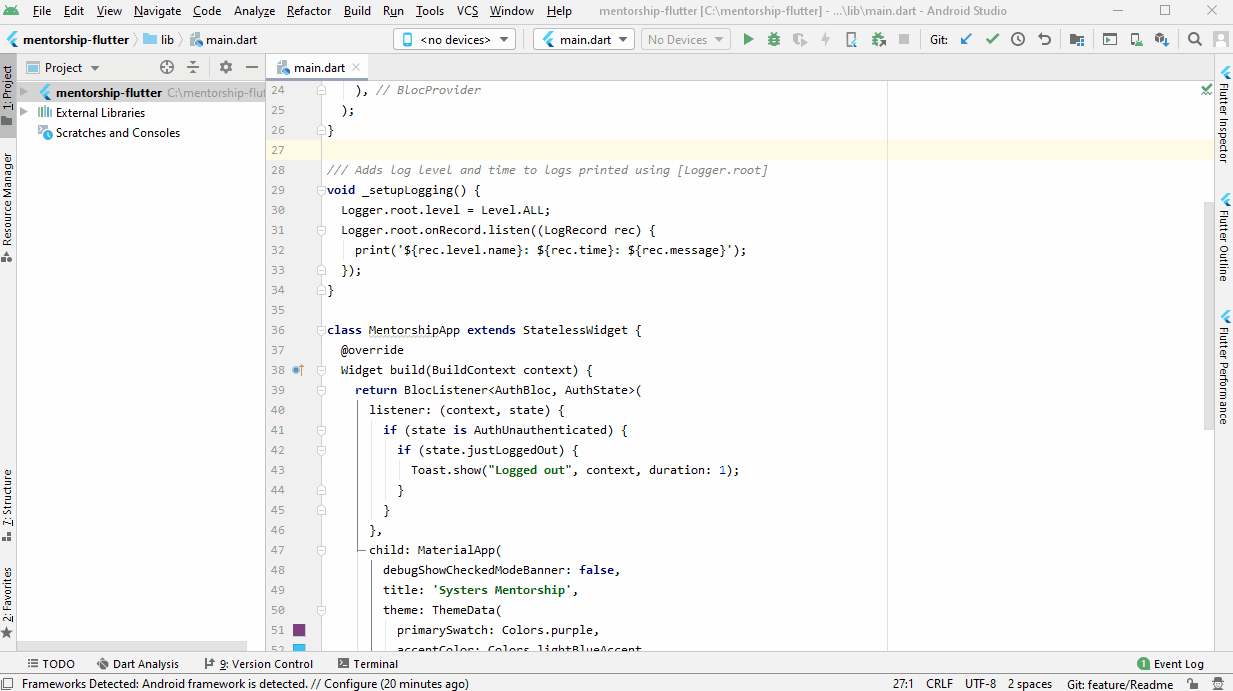 File Edit View Navigate Code Analyze Refactor Build Run Tools VCS Window Help mentorship-flutter [C:\mentorship-flutter] - ...\lib\main.dart - Android Studio
mentorship-flutter lib main.dart <no devices> main.dart No Devices Git:
Project main.dart
1: Project
Resource Manager
7: Structure
2: Favorites
mentorship-flutter C:\mentorship-flut
External Libraries
Scratches and Consoles
24 ), // BlocProvider
25 );
26 }
27
28 /// Adds log level and time to logs printed using [Logger.root]
29 void _setupLogging() {
30 Logger.root.level = Level.ALL;
31 Logger.root.onRecord.listen((LogRecord rec) {
32 print('${rec.level.name}: ${rec.time}: ${rec.message}');
33 });
34 }
35
36 class MentorshipApp extends StatelessWidget {
37 @override
38 Widget build(BuildContext context) {
39 return BlocListener<AuthBloc, AuthState>(
40 listener: (context, state) {
41 if (state is AuthUnauthenticated) {
42 if (state.justLoggedOut) {
43 Toast.show("Logged out", context, duration: 1);
44 }
45 }
46 },
47 child: MaterialApp(
48 debugShowCheckedModeBanner: false,
49 title: 'Systers Mentorship',
50 theme: ThemeData(
51 primarySwatch: Colors.purple,
52 accentColor: Colors.lightBlueAccent
Flutter Inspector
Flutter Outline
Flutter Performance
TODO Dart Analysis 9: Version Control Terminal 1 Event Log
Frameworks Detected: Android framework is detected. // Configure (20 minutes ago) 27:1 CRLF UTF-8 2 spaces Git: feature/Readme